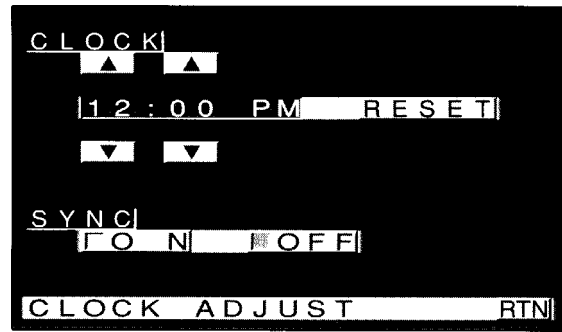 CLOCK
▲ ▲
12:00 PM RESET
▼ ▼
SYNC
ON OFF
CLOCK ADJUST RTN